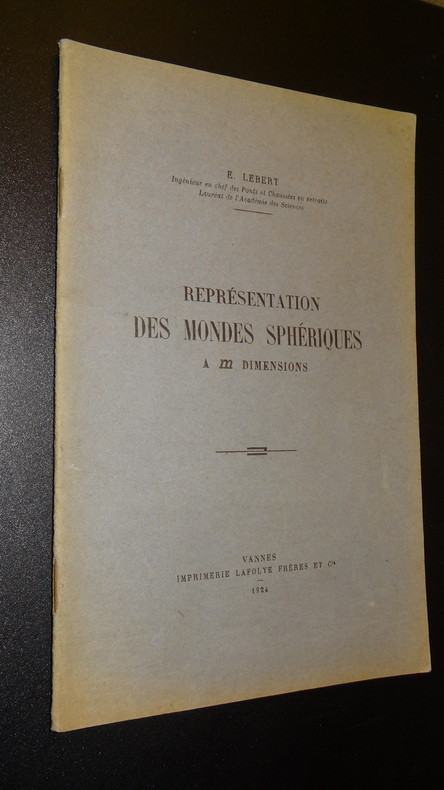 E. LEBERT
Ingénieur en chef des Ponts et Chaussées en retraite
Lauréat de l'Académie des Sciences
REPRÉSENTATION
DES MONDES SPHÉRIQUES
A m DIMENSIONS
VANNES
IMPRIMERIE LAFOLYE FRÈRES ET Cie
1924